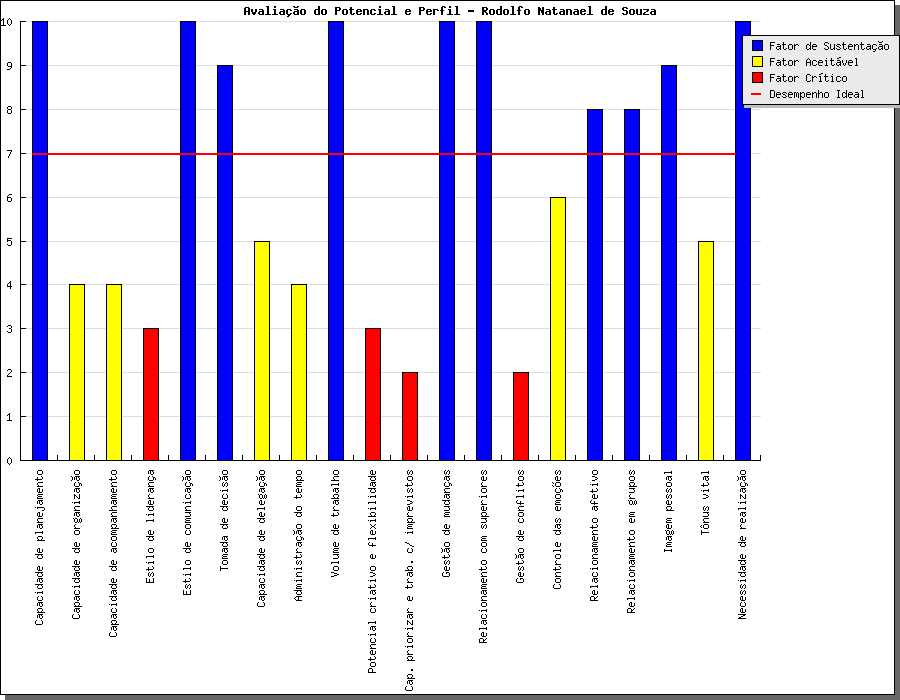 Avaliação do Potencial e Perfil - Rodolfo Natanael de Souza
Fator de Sustentação
Fator Aceitável
Fator Crítico
Desempenho Ideal
10
9
8
7
6
5
4
3
2
1
0
Capacidade de planejamento
Capacidade de organização
Capacidade de acompanhamento
Estilo de liderança
Estilo de comunicação
Tomada de decisão
Capacidade de delegação
Administração do tempo
Volume de trabalho
Potencial criativo e flexibilidade
Cap. priorizar e trab. c/ imprevistos
Gestão de mudanças
Relacionamento com superiores
Gestão de conflitos
Controle das emoções
Relacionamento afetivo
Relacionamento em grupos
Imagem pessoal
Tônus vital
Necessidade de realização